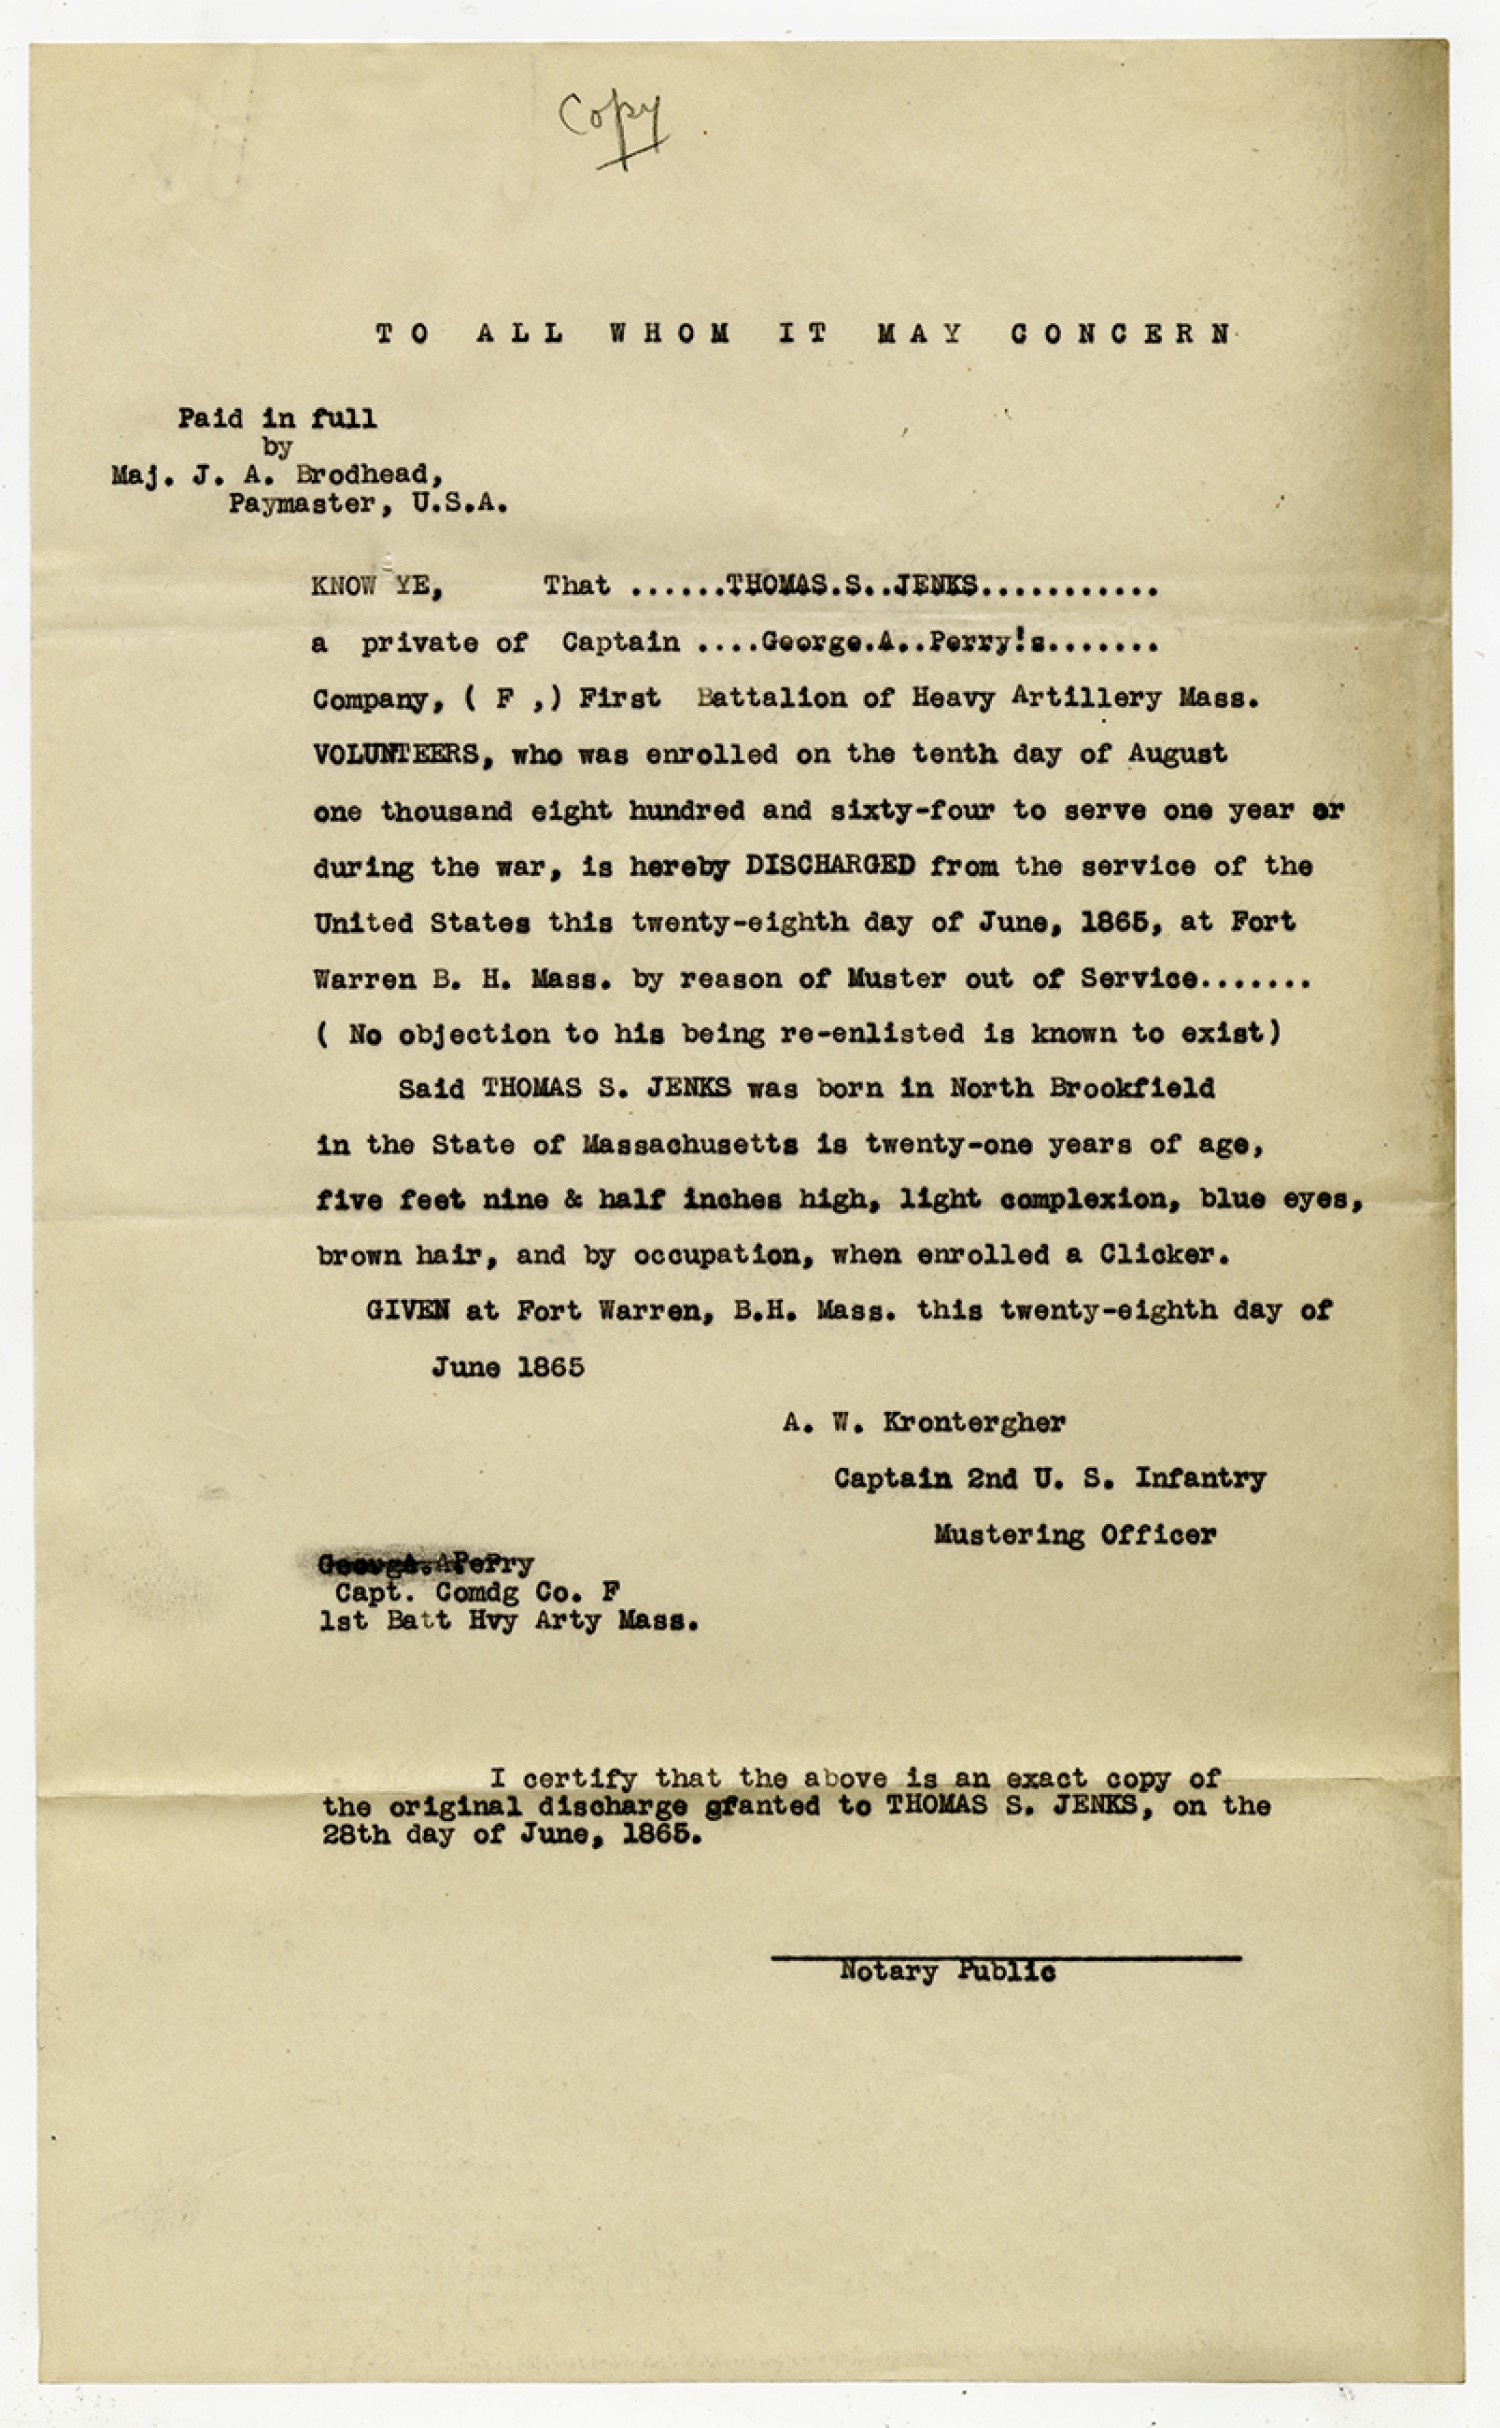 Copy
TO ALL WHOM IT MAY CONCERN
Paid in full
by
Maj. J. A. Brodhead,
Paymaster, U.S.A.
KNOW YE, That ......THOMAS.S..JENKS...........
a private of Captain ....George.A..Perry!s.......
Company, ( F ,) First Battalion of Heavy Artillery Mass.
VOLUNTEERS, who was enrolled on the tenth day of August
one thousand eight hundred and sixty-four to serve one year or
during the war, is hereby DISCHARGED from the service of the
United States this twenty-eighth day of June, 1865, at Fort
Warren B. H. Mass. by reason of Muster out of Service.......
( No objection to his being re-enlisted is known to exist)
Said THOMAS S. JENKS was born in North Brookfield
in the State of Massachusetts is twenty-one years of age,
five feet nine & half inches high, light complexion, blue eyes,
brown hair, and by occupation, when enrolled a Clicker.
GIVEN at Fort Warren, B.H. Mass. this twenty-eighth day of
June 1865
A. W. Krontergher
Captain 2nd U. S. Infantry
Mustering Officer
Perry
Capt. Comdg Co. F
1st Batt Hvy Arty Mass.
I certify that the above is an exact copy of
the original discharge granted to THOMAS S. JENKS, on the
28th day of June, 1865.
Notary Public